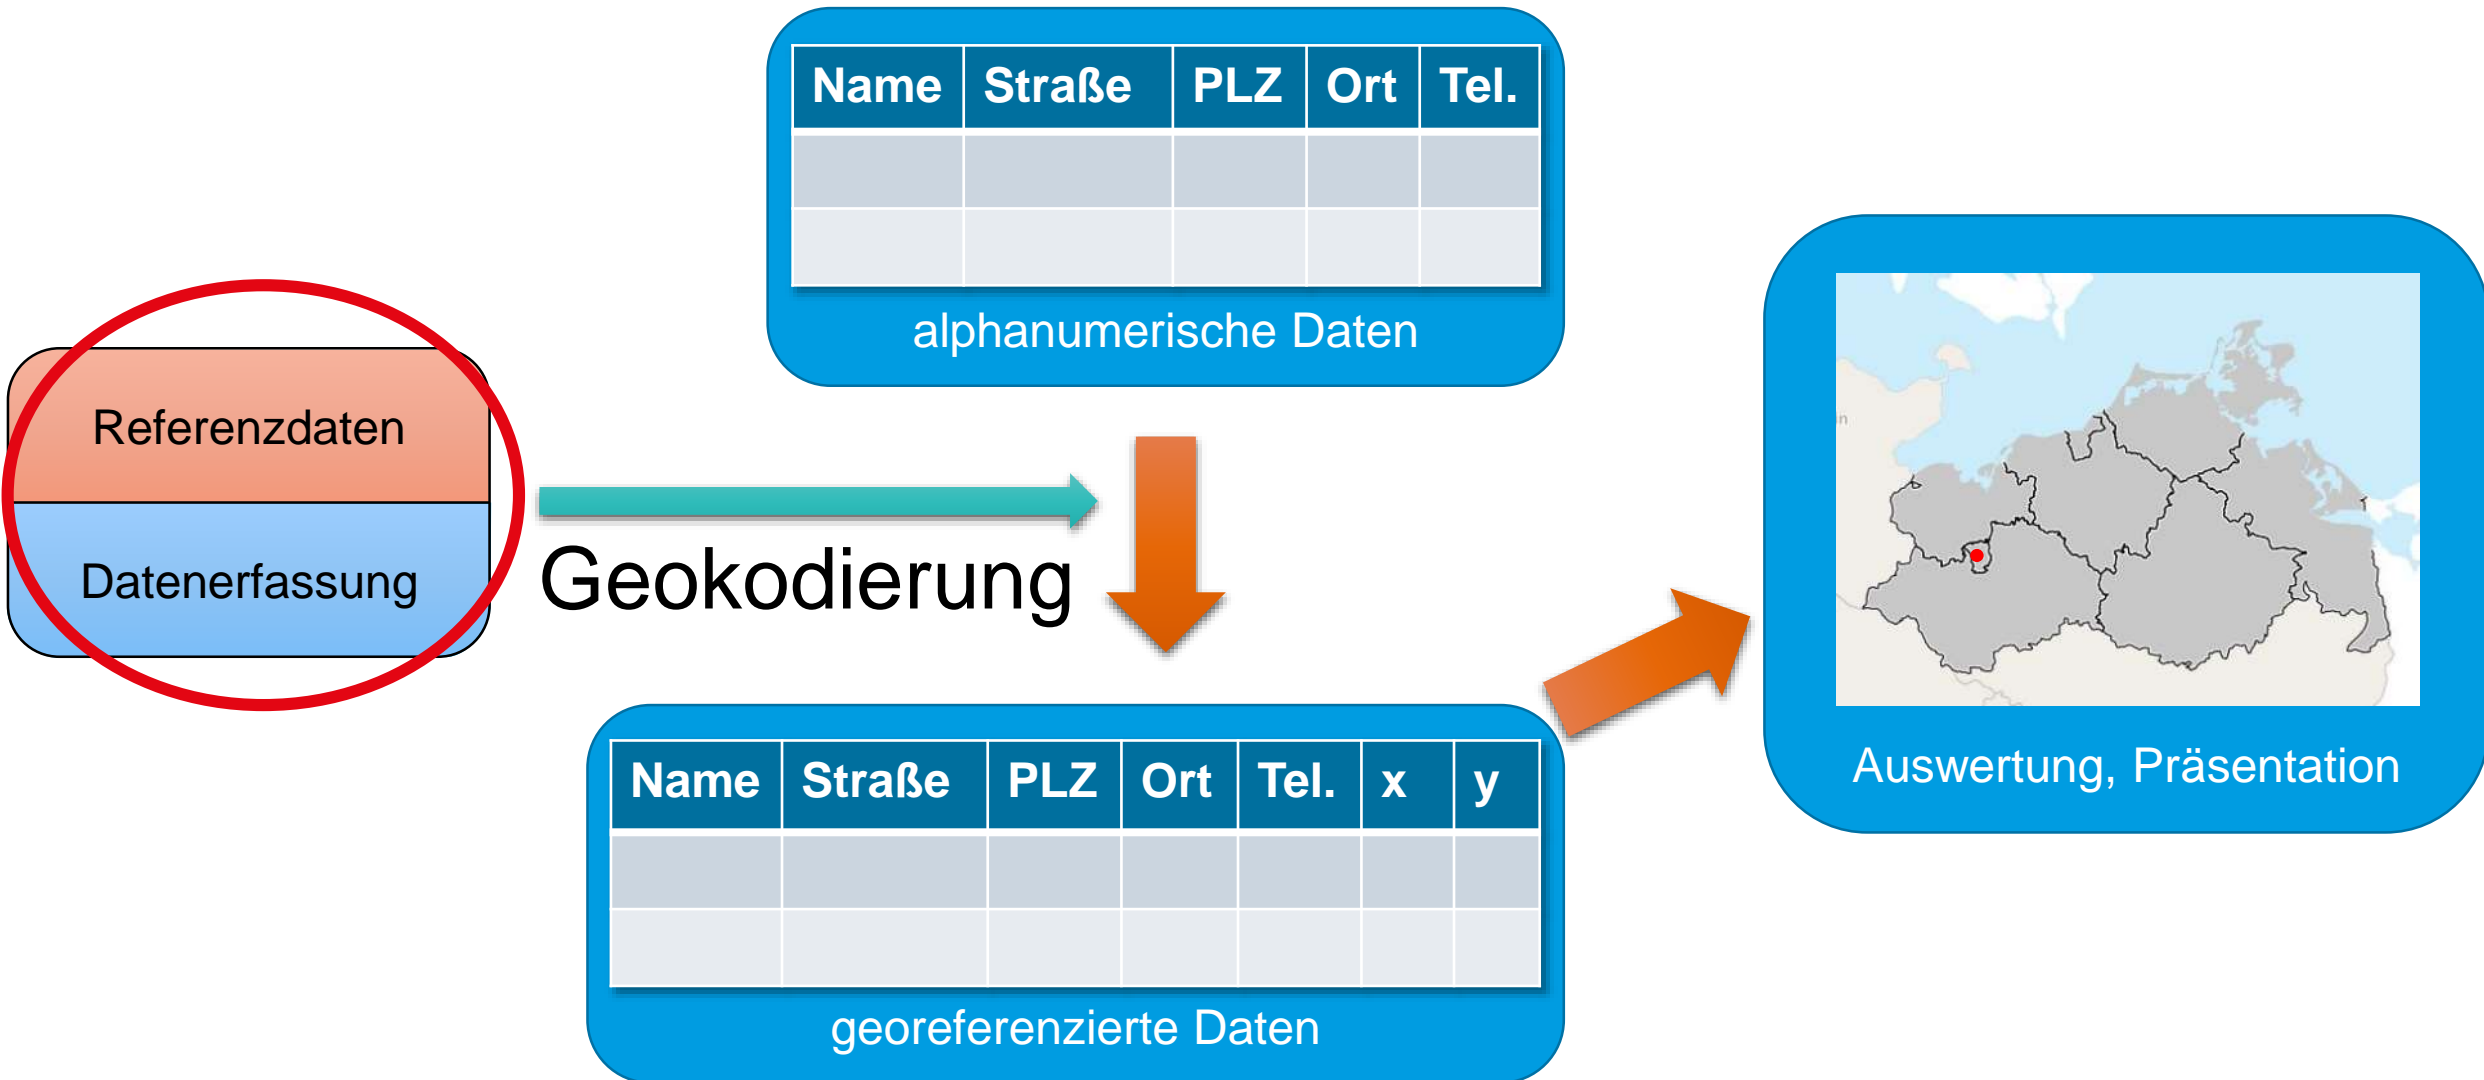 Name Straße PLZ Ort Tel.
alphanumerische Daten
Referenzdaten
Datenerfassung
Geokodierung
Name Straße PLZ Ort Tel. x y
georeferenzierte Daten
Auswertung, Präsentation